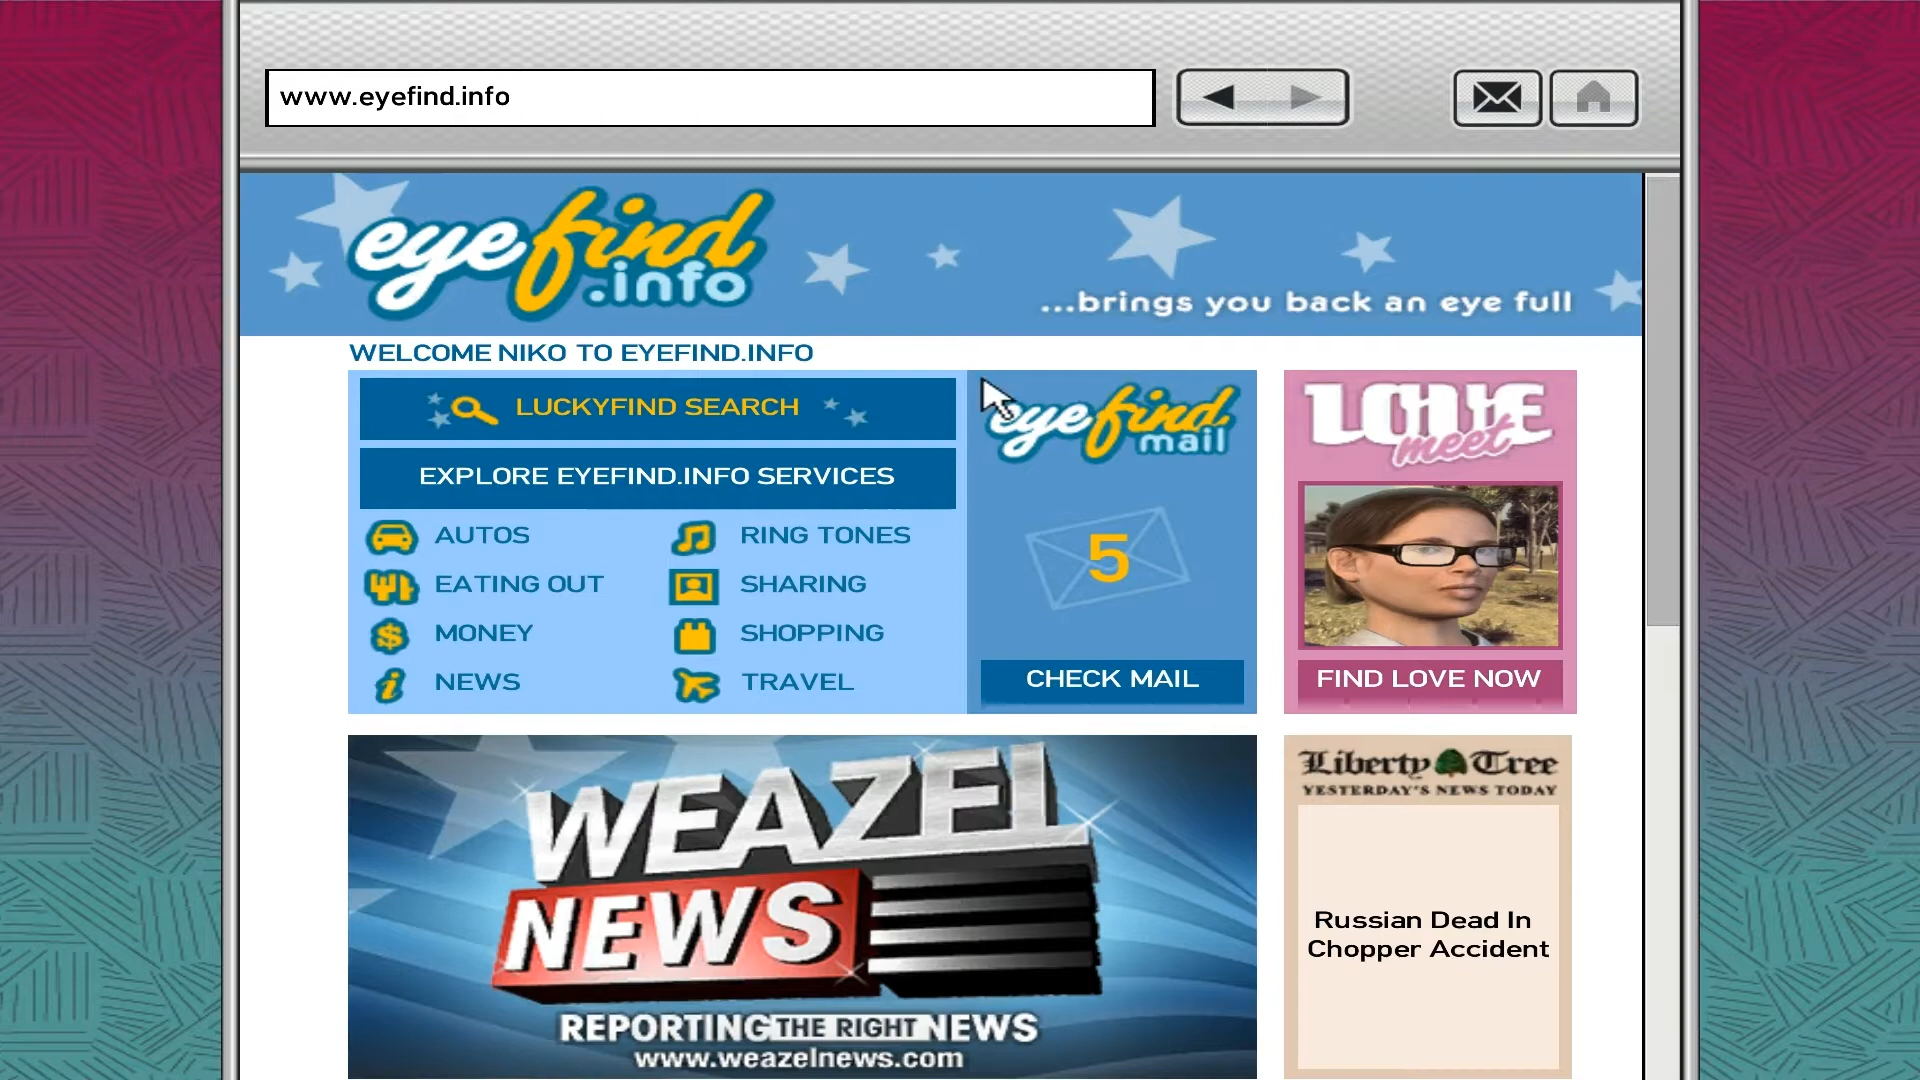 www.eyefind.info
eyefind
.info
...brings you back an eye full
WELCOME NIKO TO EYEFIND.INFO
LUCKYFIND SEARCH
EXPLORE EYEFIND.INFO SERVICES
AUTOS
RING TONES
EATING OUT
SHARING
MONEY
SHOPPING
NEWS
TRAVEL
eyefind
mail
5
CHECK MAIL
LOVE
meet
FIND LOVE NOW
WEAZEL
NEWS
REPORTING THE RIGHT NEWS
www.weazelnews.com
Liberty Tree
YESTERDAY'S NEWS TODAY
Russian Dead In
Chopper Accident